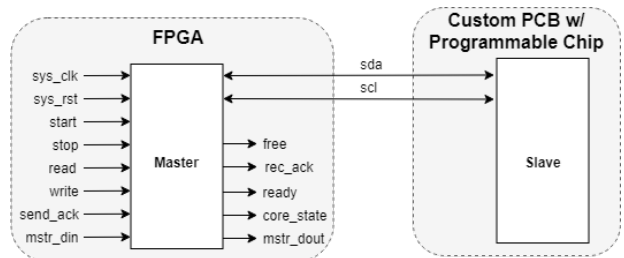 FPGA
Custom PCB w/
Programmable Chip
sys_clk
sys_rst
start
stop
read
write
send_ack
mstr_din
Master
free
rec_ack
ready
core_state
mstr_dout
sda
scl
Slave